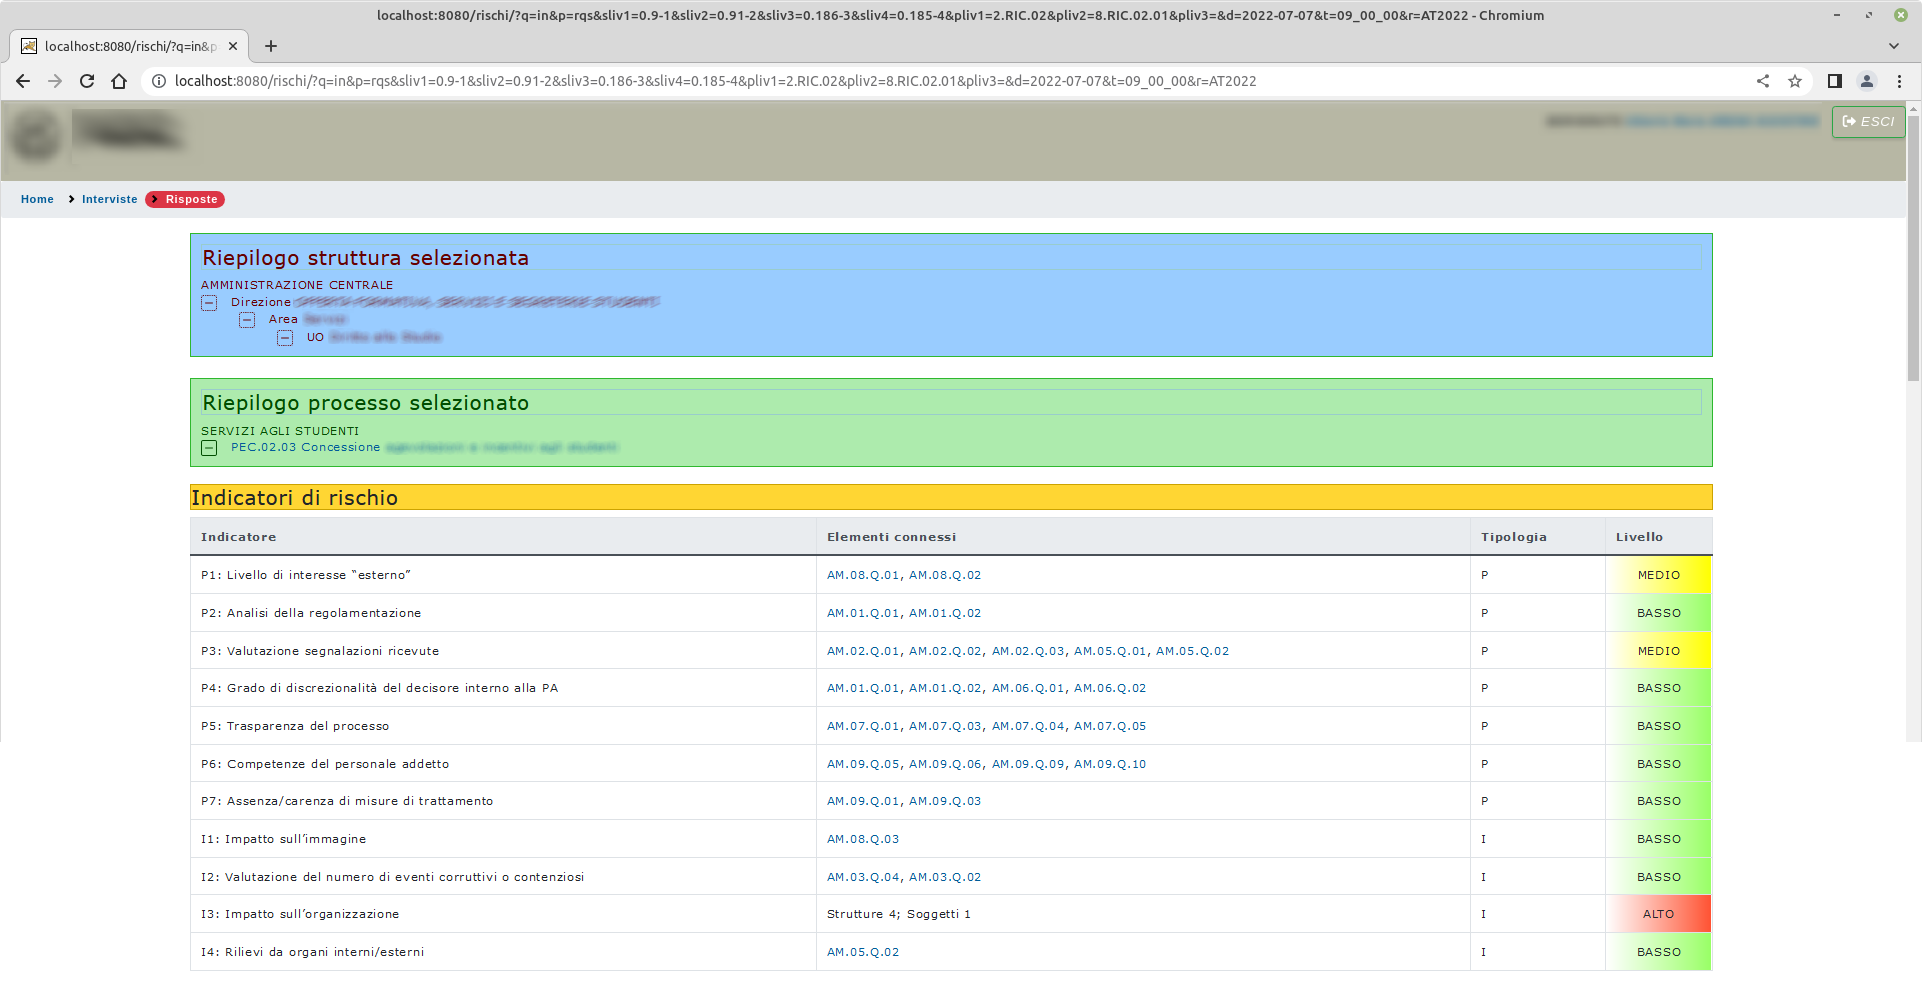 localhost:8080/rischi/?q=in&p=rqs&sliv1=0.9-1&sliv2=0.91-2&sliv3=0.186-3&sliv4=0.185-4&pliv1=2.RIC.02&pliv2=8.RIC.02.01&pliv3=&d=2022-07-07&t=09_00_00&r=AT2022 - Chromium
localhost:8080/rischi/?q=in&p
localhost:8080/rischi/?q=in&p=rqs&sliv1=0.9-1&sliv2=0.91-2&sliv3=0.186-3&sliv4=0.185-4&pliv1=2.RIC.02&pliv2=8.RIC.02.01&pliv3=&d=2022-07-07&t=09_00_00&r=AT2022
ESCI
Home Interviste Risposte
Riepilogo struttura selezionata
AMMINISTRAZIONE CENTRALE
Direzione
Area
UO
Riepilogo processo selezionato
SERVIZI AGLI STUDENTI
PEC.02.03 Concessione
Indicatori di rischio
Indicatore Elementi connessi Tipologia Livello
P1: Livello di interesse “esterno” AM.08.Q.01, AM.08.Q.02 P MEDIO
P2: Analisi della regolamentazione AM.01.Q.01, AM.01.Q.02 P BASSO
P3: Valutazione segnalazioni ricevute AM.02.Q.01, AM.02.Q.02, AM.02.Q.03, AM.05.Q.01, AM.05.Q.02 P MEDIO
P4: Grado di discrezionalità del decisore interno alla PA AM.01.Q.01, AM.01.Q.02, AM.06.Q.01, AM.06.Q.02 P BASSO
P5: Trasparenza del processo AM.07.Q.01, AM.07.Q.03, AM.07.Q.04, AM.07.Q.05 P BASSO
P6: Competenze del personale addetto AM.09.Q.05, AM.09.Q.06, AM.09.Q.09, AM.09.Q.10 P BASSO
P7: Assenza/carenza di misure di trattamento AM.09.Q.01, AM.09.Q.03 P BASSO
I1: Impatto sull’immagine AM.08.Q.03 I BASSO
I2: Valutazione del numero di eventi corruttivi o contenziosi AM.03.Q.04, AM.03.Q.02 I BASSO
I3: Impatto sull’organizzazione Strutture 4; Soggetti 1 I ALTO
I4: Rilievi da organi interni/esterni AM.05.Q.02 I BASSO